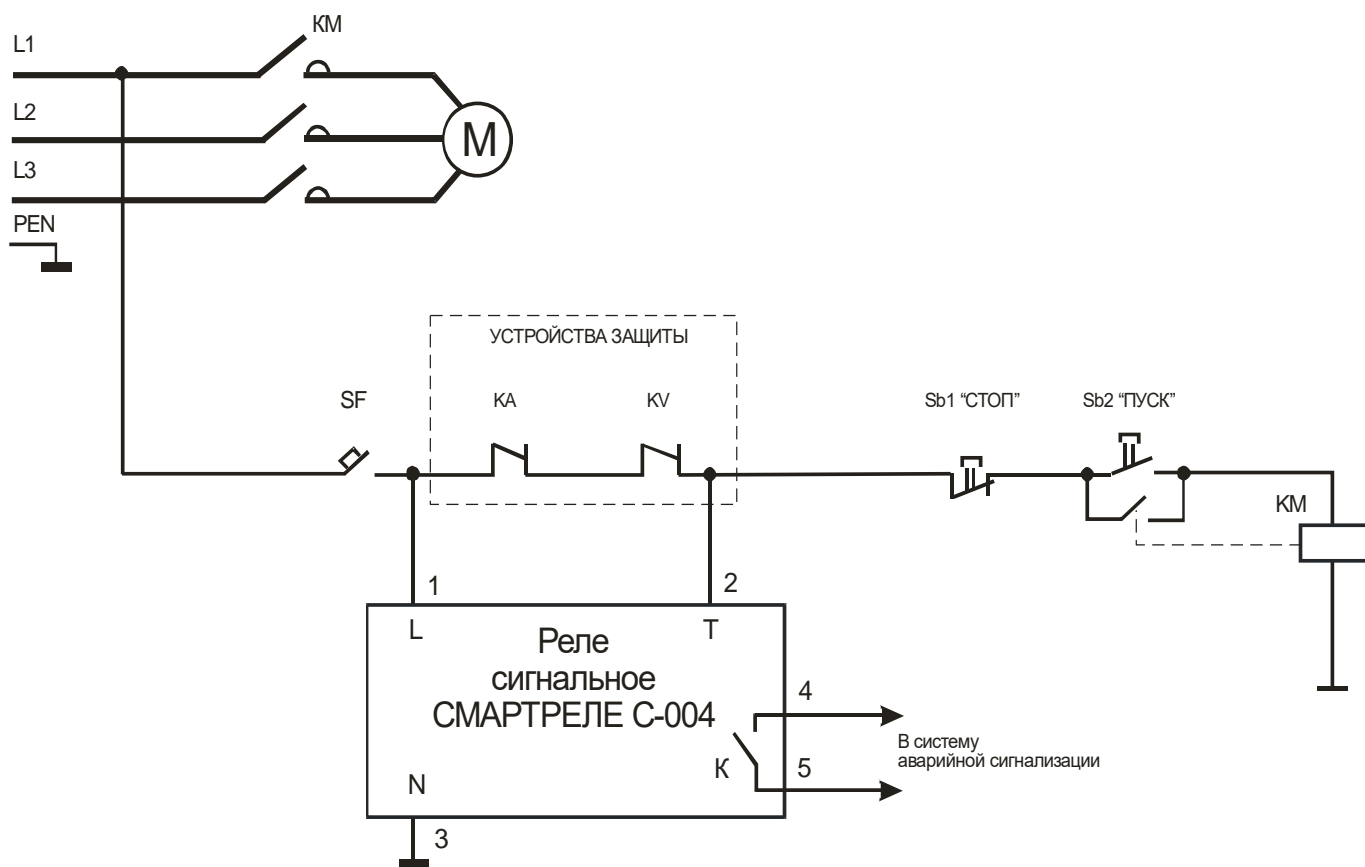 КМ
L1
L2
M
L3
PEN
УСТРОЙСТВА ЗАЩИТЫ
SF
KA
KV
Sb1 “СТОП”
Sb2 “ПУСК”
KM
1
2
L
T
Реле
сигнальное
СМАРТРЕЛЕ С-004
4
В систему
аварийной сигнализации
К
5
N
3